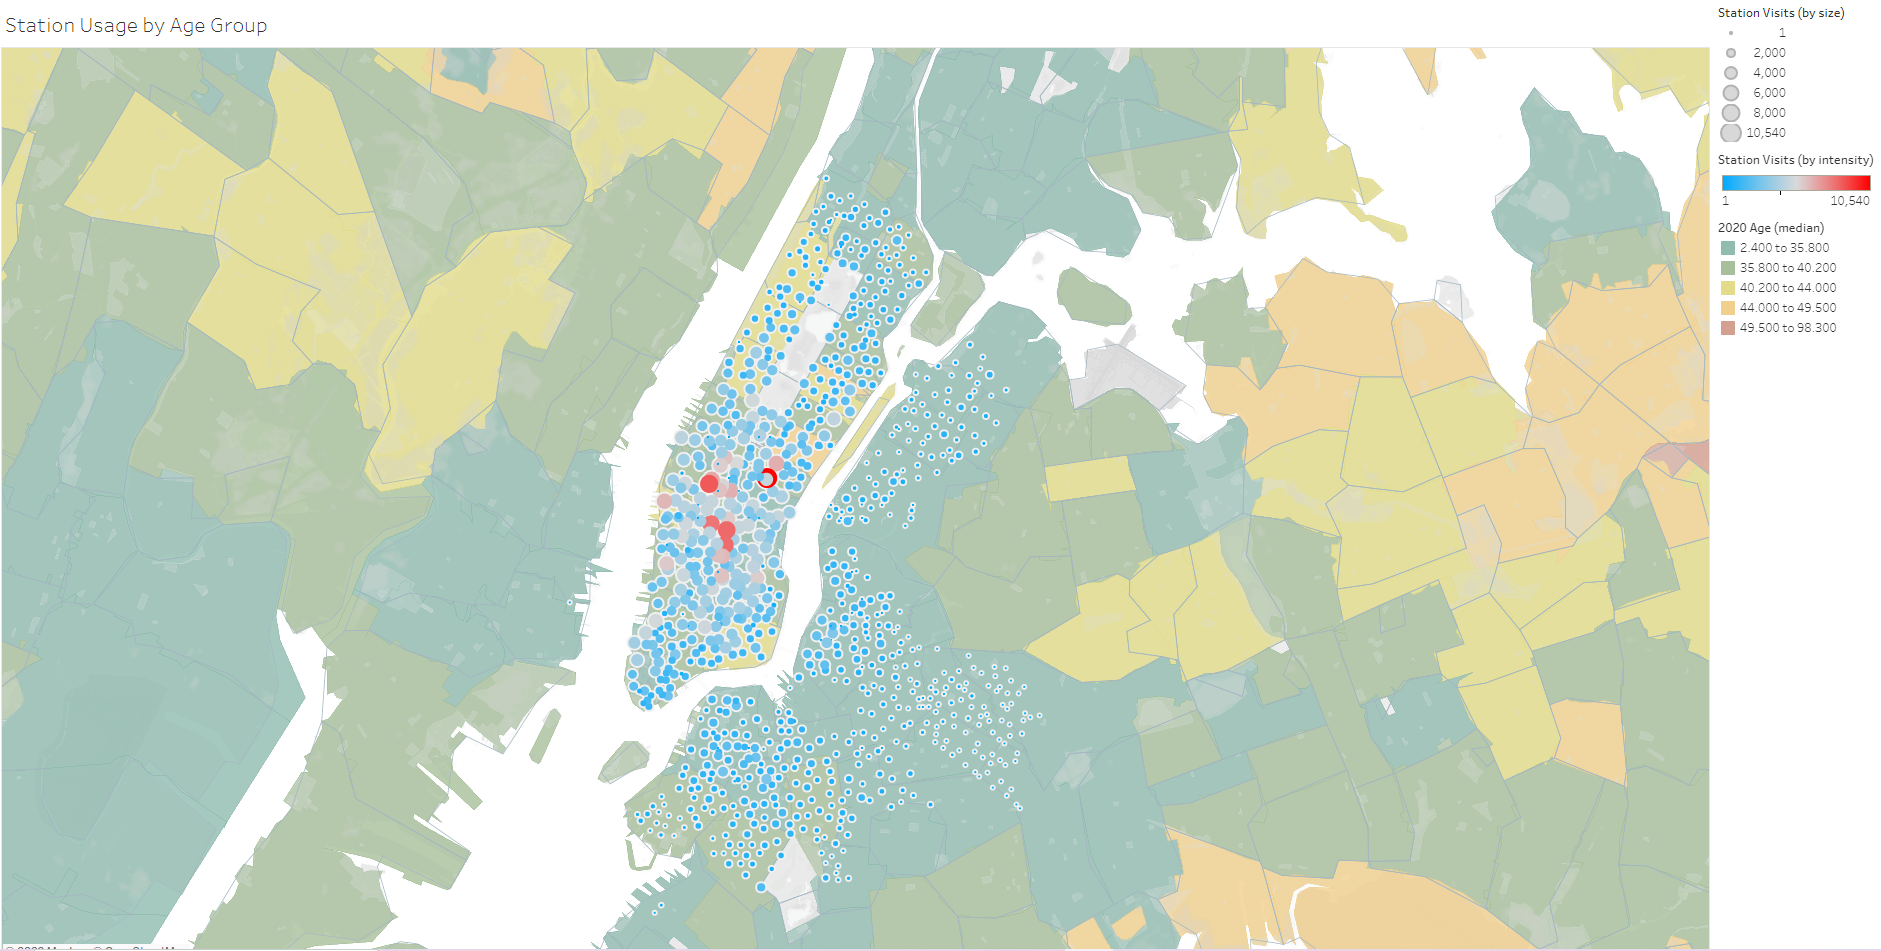 Station Usage by Age Group
Station Visits (by size)
1
2,000
4,000
6,000
8,000
10,540
Station Visits (by intensity)
1 10,540
2020 Age (median)
2.400 to 35.800
35.800 to 40.200
40.200 to 44.000
44.000 to 49.500
49.500 to 98.300